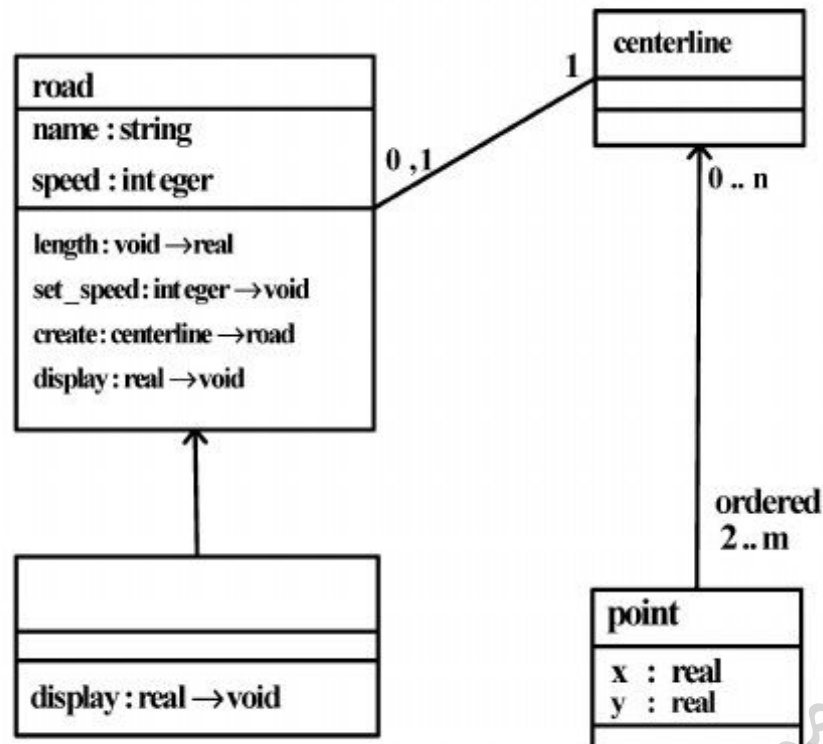 road
name : string
speed : integer
length : void →real
set_speed : integer →void
create : centerline →road
display : real →void
0 ,1
1
centerline
0 .. n
ordered
2 .. m
display : real →void
point
x : real
y : real